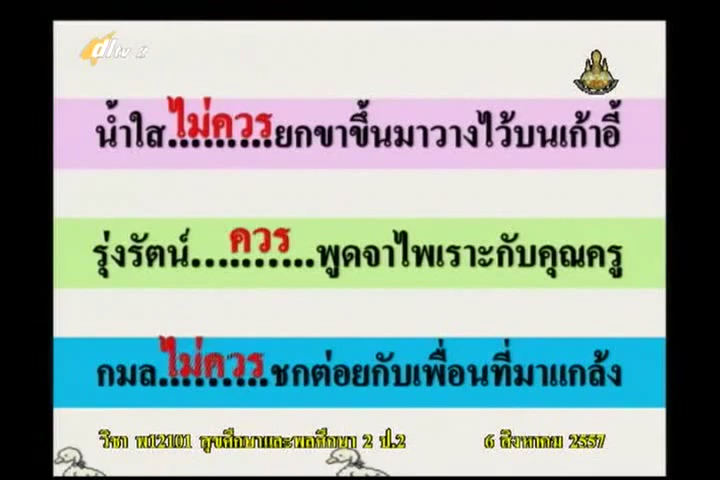 dltv 2
น้ำใส.ไม่ควร.ยกขาขึ้นมาวางไว้บนเก้าอี้
รุ่งรัตน์...ควร...พูดจาไพเราะกับคุณครู
กมล.ไม่ควร.ชกต่อยกับเพื่อนที่มาแกล้ง
วิชา พ12101 สุขศึกษาและพลศึกษา 2 ป.2 6 สิงหาคม 2557